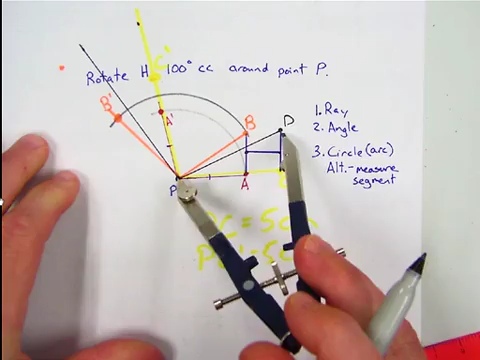 Rotate H 100° cc around point P.
C'
B'
A'
B
D
P
A
1. Ray
2. Angle
3. Circle (arc)
Alt. - measure
segment